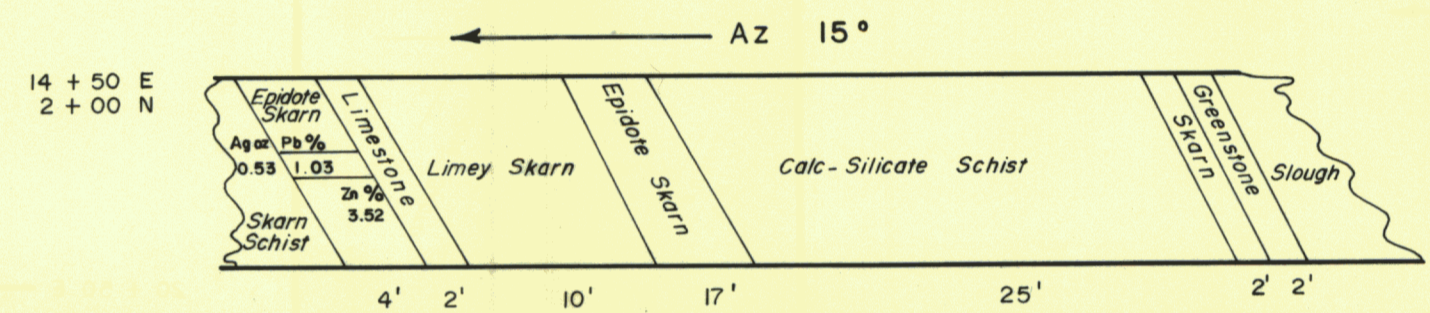 Az 15°
14 + 50 E
2 + 00 N
Epidote
Skarn
Ag oz Pb %
0.53 1.03
Zn %
3.52
Skarn
Schist
Limestone
Limey Skarn
Epidote Skarn
Calc-Silicate Schist
Skarn
Greenstone
Slough
4' 2' 10' 17' 25' 2' 2'